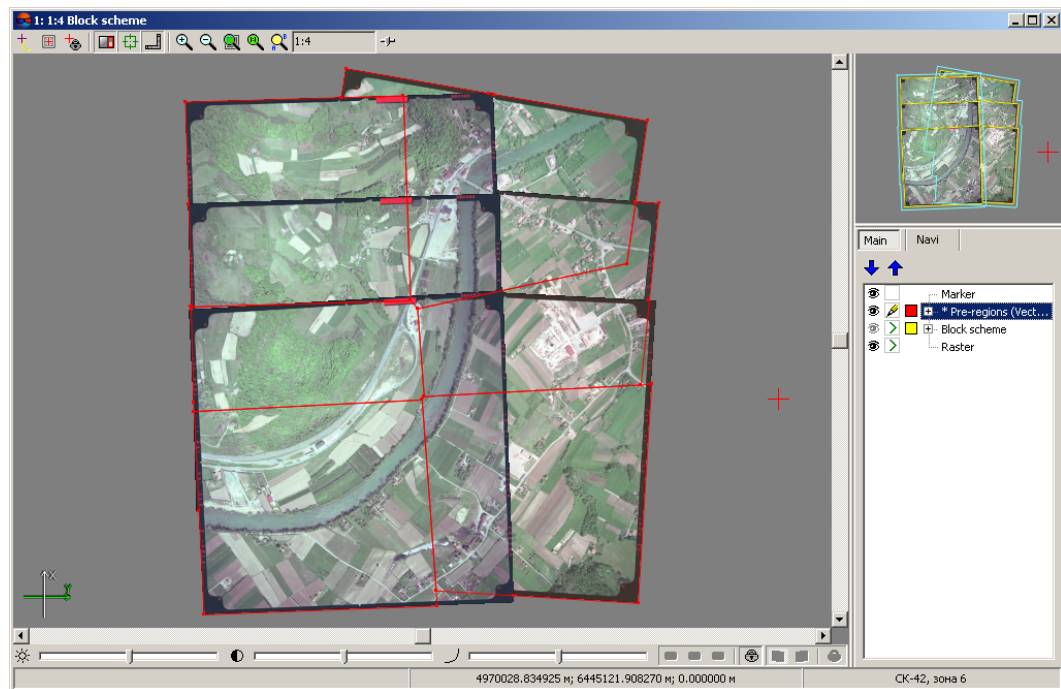 1: 1:4 Block scheme
1:4
Main Navi
Marker
* Pre-regions (Vect...
Block scheme
Raster
X
Y
4970028.834925 м; 6445121.908270 м; 0.000000 м
СК-42, зона 6